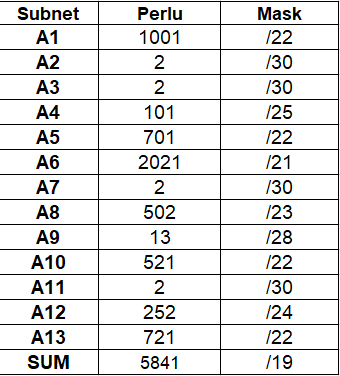 Subnet Perlu Mask
A1 1001 /22
A2 2 /30
A3 2 /30
A4 101 /25
A5 701 /22
A6 2021 /21
A7 2 /30
A8 502 /23
A9 13 /28
A10 521 /22
A11 2 /30
A12 252 /24
A13 721 /22
SUM 5841 /19